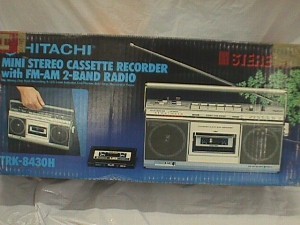 HITACHI
STEREO
MINI STEREO CASSETTE RECORDER
with FM-AM 2-BAND RADIO
TRK-8430H